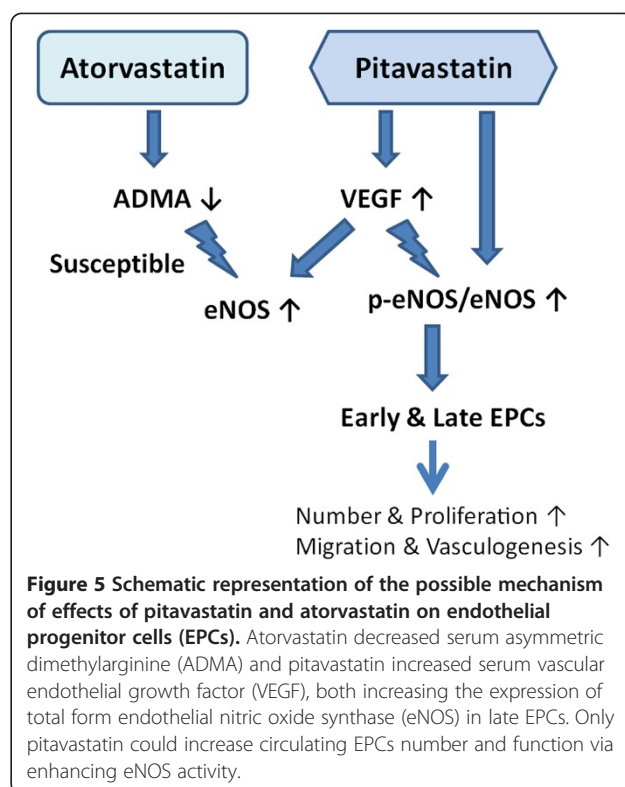 Atorvastatin
Pitavastatin
ADMA ↓
VEGF ↑
Susceptible
eNOS ↑
p-eNOS/eNOS ↑
Early & Late EPCs
Number & Proliferation ↑
Migration & Vasculogenesis ↑
Figure 5 Schematic representation of the possible mechanism
of effects of pitavastatin and atorvastatin on endothelial
progenitor cells (EPCs). Atorvastatin decreased serum asymmetric
dimethylarginine (ADMA) and pitavastatin increased serum vascular
endothelial growth factor (VEGF), both increasing the expression of
total form endothelial nitric oxide synthase (eNOS) in late EPCs. Only
pitavastatin could increase circulating EPCs number and function via
enhancing eNOS activity.